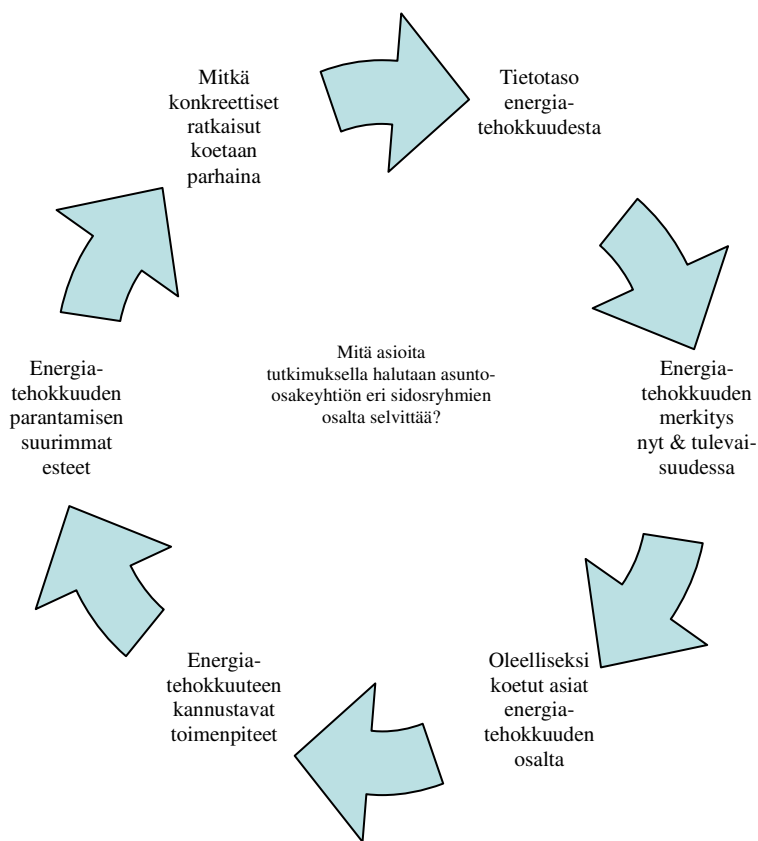 Mitkä
konkreettiset
ratkaisut
koetaan
parhaina
Tietotaso
energia-
tehokkuudesta
Mitä asioita
tutkimuksella halutaan asunto-
osakeyhtiön eri sidosryhmien
osalta selvittää?
Energia-
tehokkuuden
merkitys
nyt & tulevai-
suudessa
Oleelliseksi
koetut asiat
energia-
tehokkuuden
osalta
Energia-
tehokkuuteen
kannustavat
toimenpiteet
Energia-
tehokkuuden
parantamisen
suurimmat
esteet